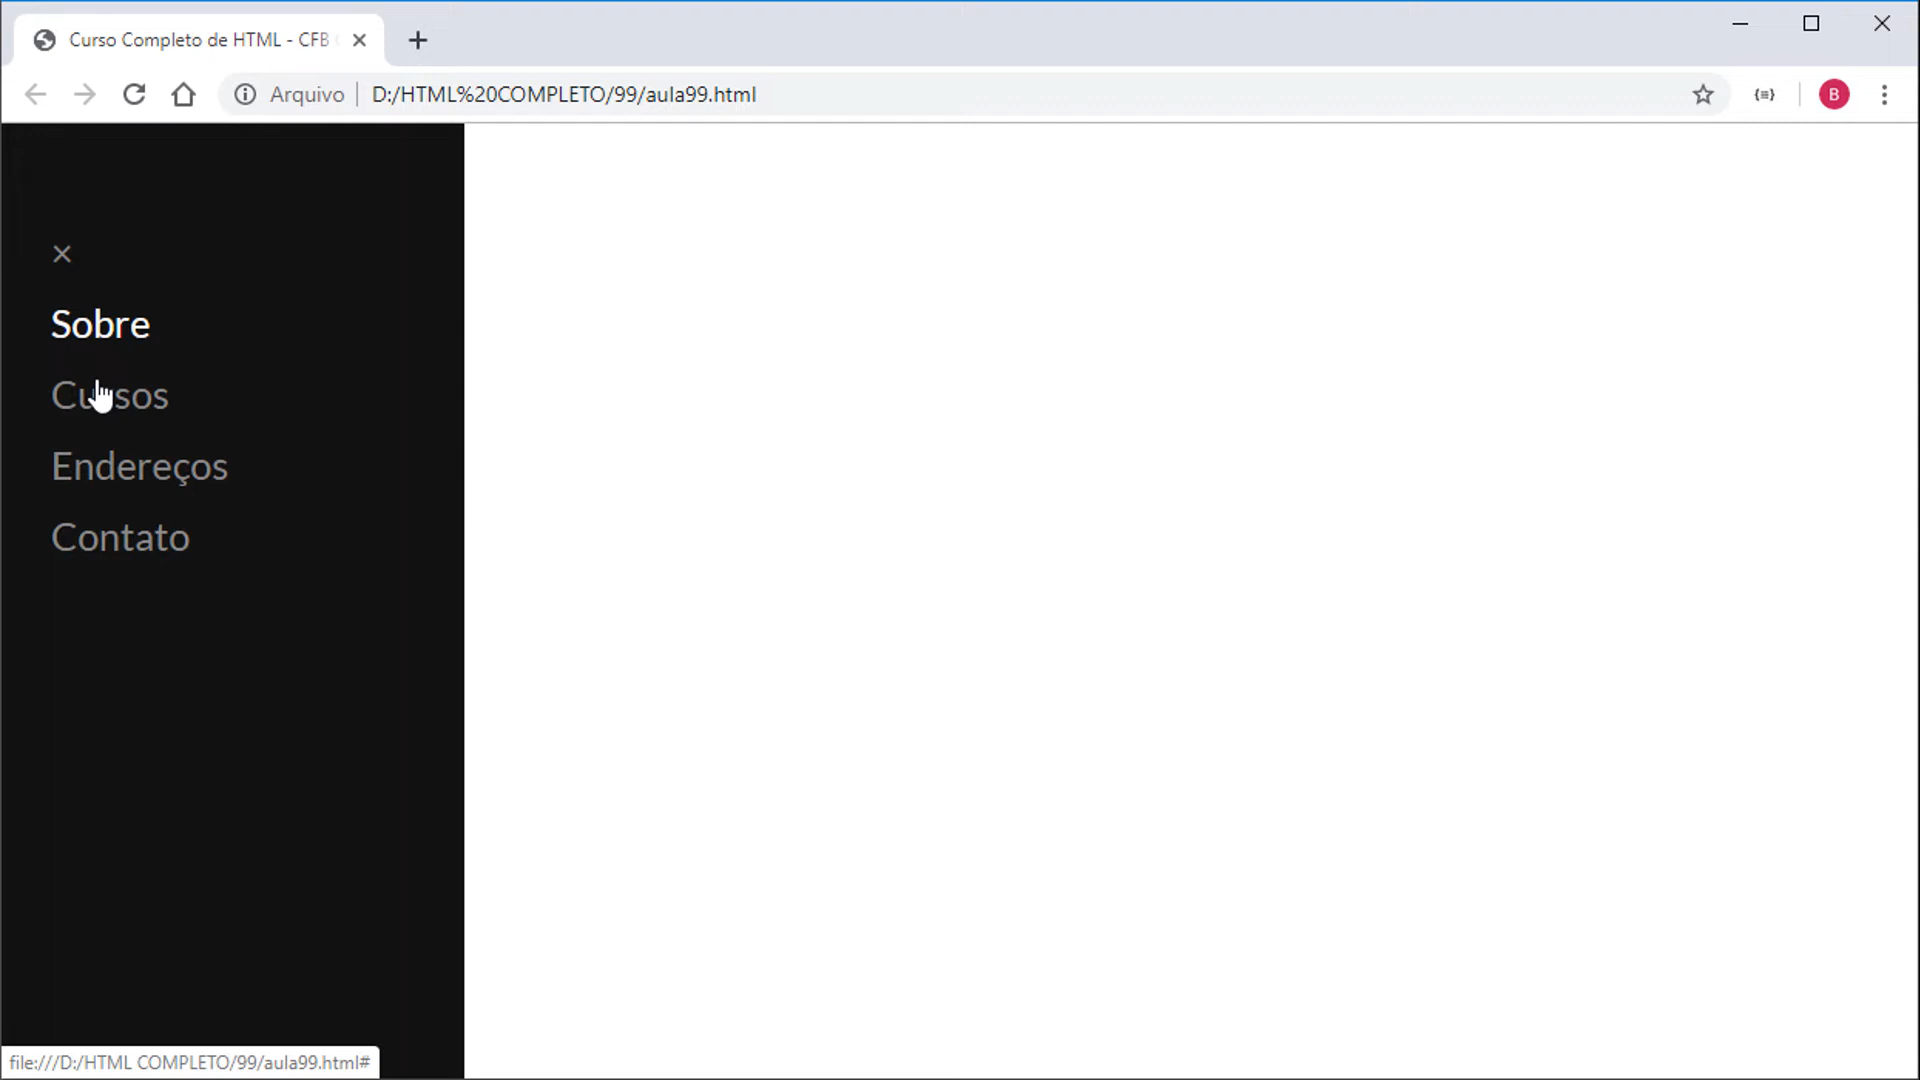 Curso Completo de HTML - CFB
Arquivo
D:/HTML%20COMPLETO/99/aula99.html
B
×
Sobre
Cursos
Endereços
Contato
file:///D:/HTML COMPLETO/99/aula99.html#